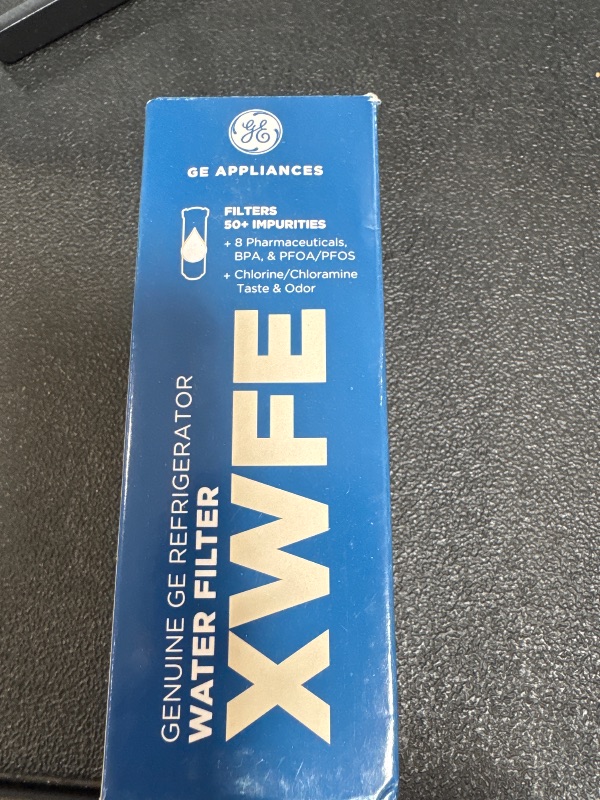 GE
GE APPLIANCES
FILTERS
50+ IMPURITIES
+ 8 Pharmaceuticals,
BPA, & PFOA/PFOS
+ Chlorine/Chloramine
Taste & Odor
GENUINE GE REFRIGERATOR
WATER FILTER
XWFE